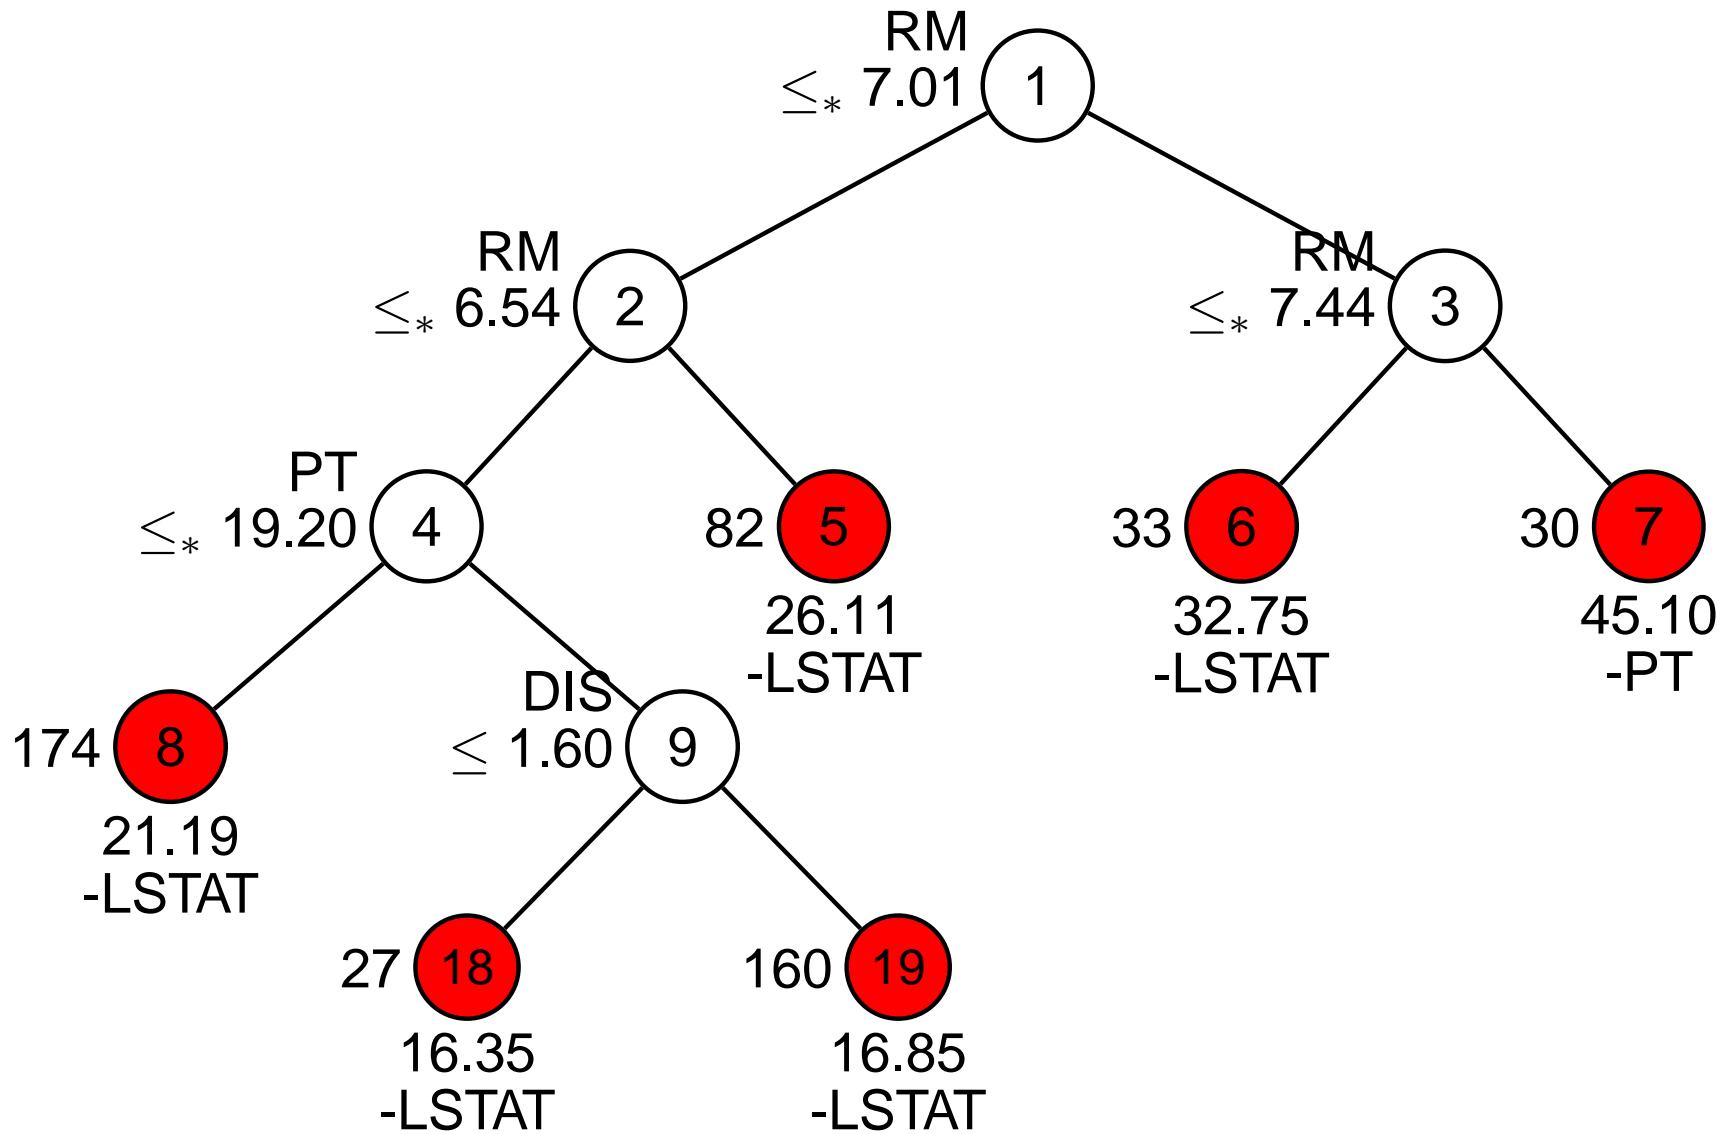 RM
≤* 7.01
1
RM
≤* 6.54
2
RM
≤* 7.44
3
PT
≤* 19.20
4
82
5
26.11
-LSTAT
33
6
32.75
-LSTAT
30
7
45.10
-PT
174
8
21.19
-LSTAT
DIS
≤ 1.60
9
27
18
16.35
-LSTAT
160
19
16.85
-LSTAT